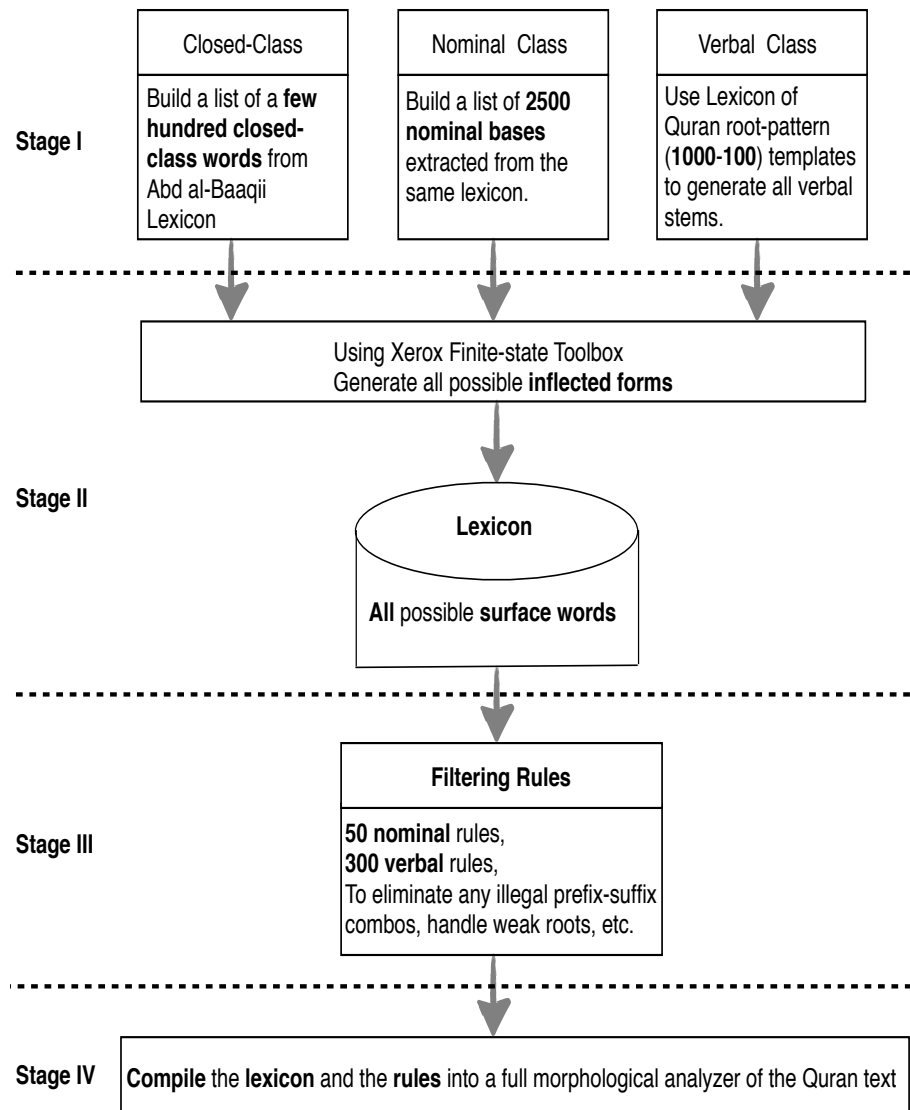 Closed-Class
Build a list of a few
hundred closed-
class words from
Abd al-Baaqii
Lexicon
Nominal Class
Build a list of 2500
nominal bases
extracted from the
same lexicon.
Verbal Class
Use Lexicon of
Quran root-pattern
(1000-100) templates
to generate all verbal
stems.
Stage I
Using Xerox Finite-state Toolbox
Generate all possible inflected forms
Stage II
Lexicon
All possible surface words
Filtering Rules
Stage III
50 nominal rules,
300 verbal rules,
To eliminate any illegal prefix-suffix
combos, handle weak roots, etc.
Stage IV
Compile the lexicon and the rules into a full morphological analyzer of the Quran text